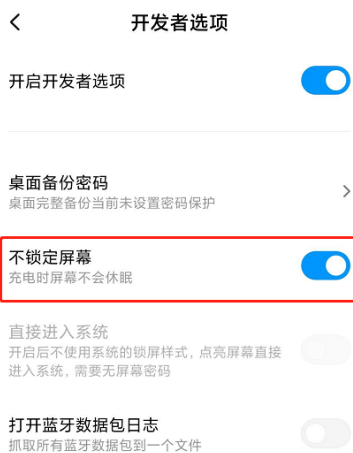 开发者选项
开启开发者选项
桌面备份密码
桌面完整备份当前未设置密码保护
不锁定屏幕
充电时屏幕不会休眠
直接进入系统
开启后不使用系统的锁屏样式，点亮屏幕直接
进入系统，需要无屏幕密码
打开蓝牙数据包日志
抓取所有蓝牙数据包到一个文件